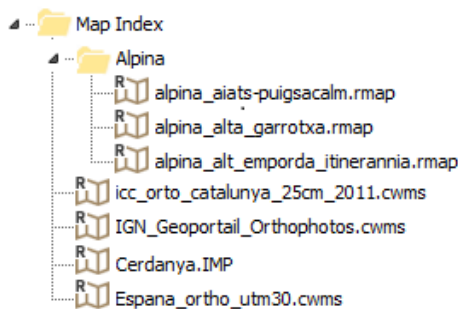 Map Index
Alpina
R alpina_aiats-puigsacalm.rmap
R alpina_alta_garrotxa.rmap
R alpina_alt_emporda_itinerannia.rmap
R icc_orto_catalunya_25cm_2011.cwms
R IGN_Geoportail_Orthophotos.cwms
R Cerdanya.IMP
R Espana_ortho_utm30.cwms